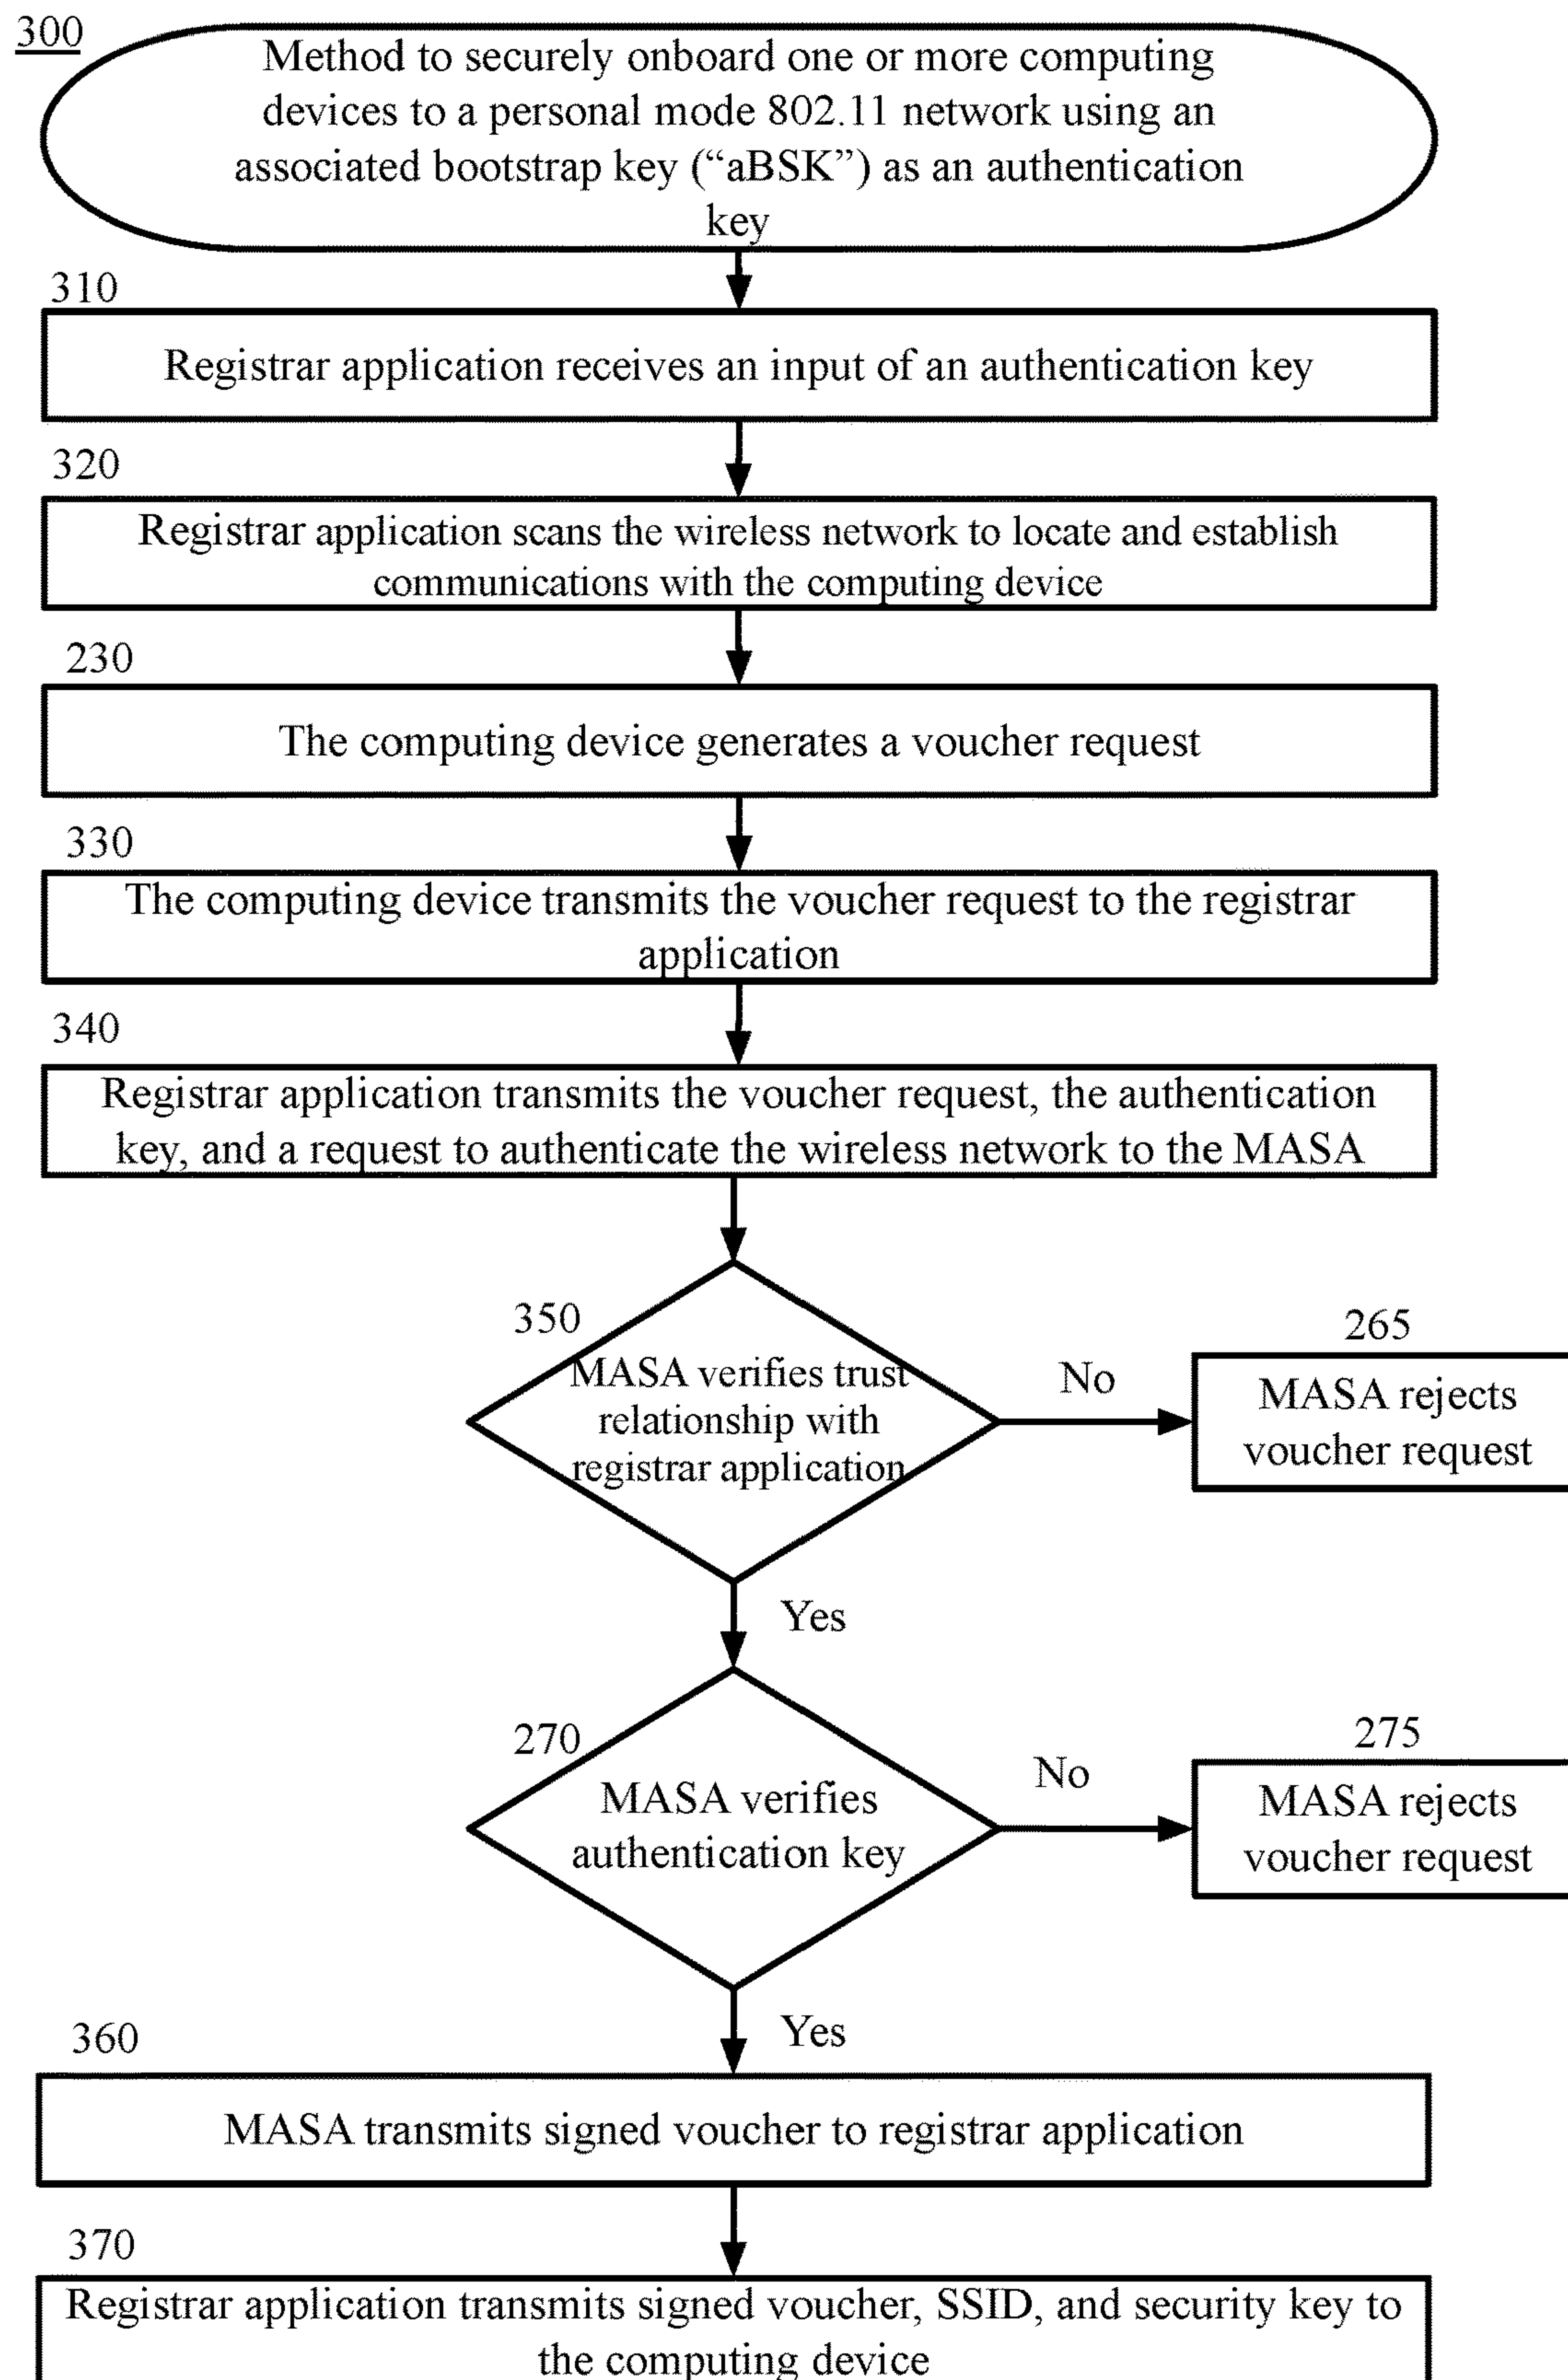 300
Method to securely onboard one or more computing
devices to a personal mode 802.11 network using an
associated bootstrap key (“aBSK”) as an authentication
key
310
Registrar application receives an input of an authentication key
320
Registrar application scans the wireless network to locate and establish
communications with the computing device
230
The computing device generates a voucher request
330
The computing device transmits the voucher request to the registrar
application
340
Registrar application transmits the voucher request, the authentication
key, and a request to authenticate the wireless network to the MASA
350
MASA verifies trust
relationship with
registrar application
No
265
MASA rejects
voucher request
Yes
270
MASA verifies
authentication key
No
275
MASA rejects
voucher request
Yes
360
MASA transmits signed voucher to registrar application
370
Registrar application transmits signed voucher, SSID, and security key to
the computing device